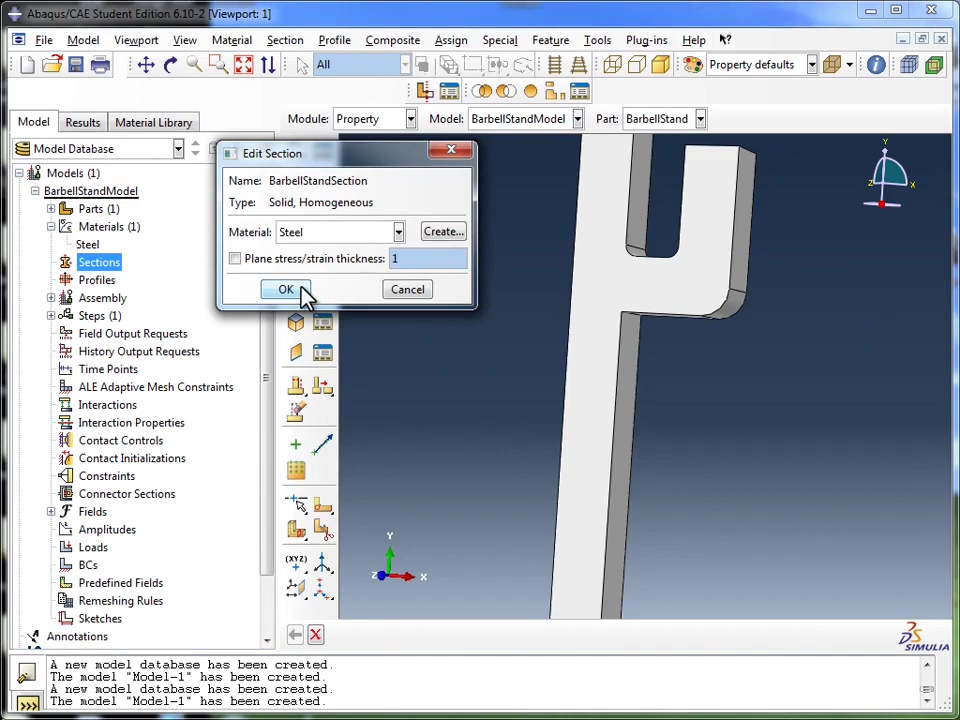 Abaqus/CAE Student Edition 6.10-2 [Viewport: 1]
File Model Viewport View Material Section Profile Composite Assign Special Feature Tools Plug-ins Help ?
All Property defaults
Model Results Material Library
Module: Property Model: BarbellStandModel Part: BarbellStand
Model Database
Models (1)
BarbellStandModel
Parts (1)
Materials (1)
Steel
Sections
Profiles
Assembly
Steps (1)
Field Output Requests
History Output Requests
Time Points
ALE Adaptive Mesh Constraints
Interactions
Interaction Properties
Contact Controls
Contact Initializations
Constraints
Connector Sections
Fields
Amplitudes
Loads
BCs
Predefined Fields
Remeshing Rules
Sketches
Annotations
Edit Section
Name: BarbellStandSection
Type: Solid, Homogeneous
Material: Steel Create...
Plane stress/strain thickness: 1
OK Cancel
(XYZ)
Y
Z X
Y
Z X
SIMULIA
A new model database has been created.
The model "Model-1" has been created.
A new model database has been created.
The model "Model-1" has been created.
>>>